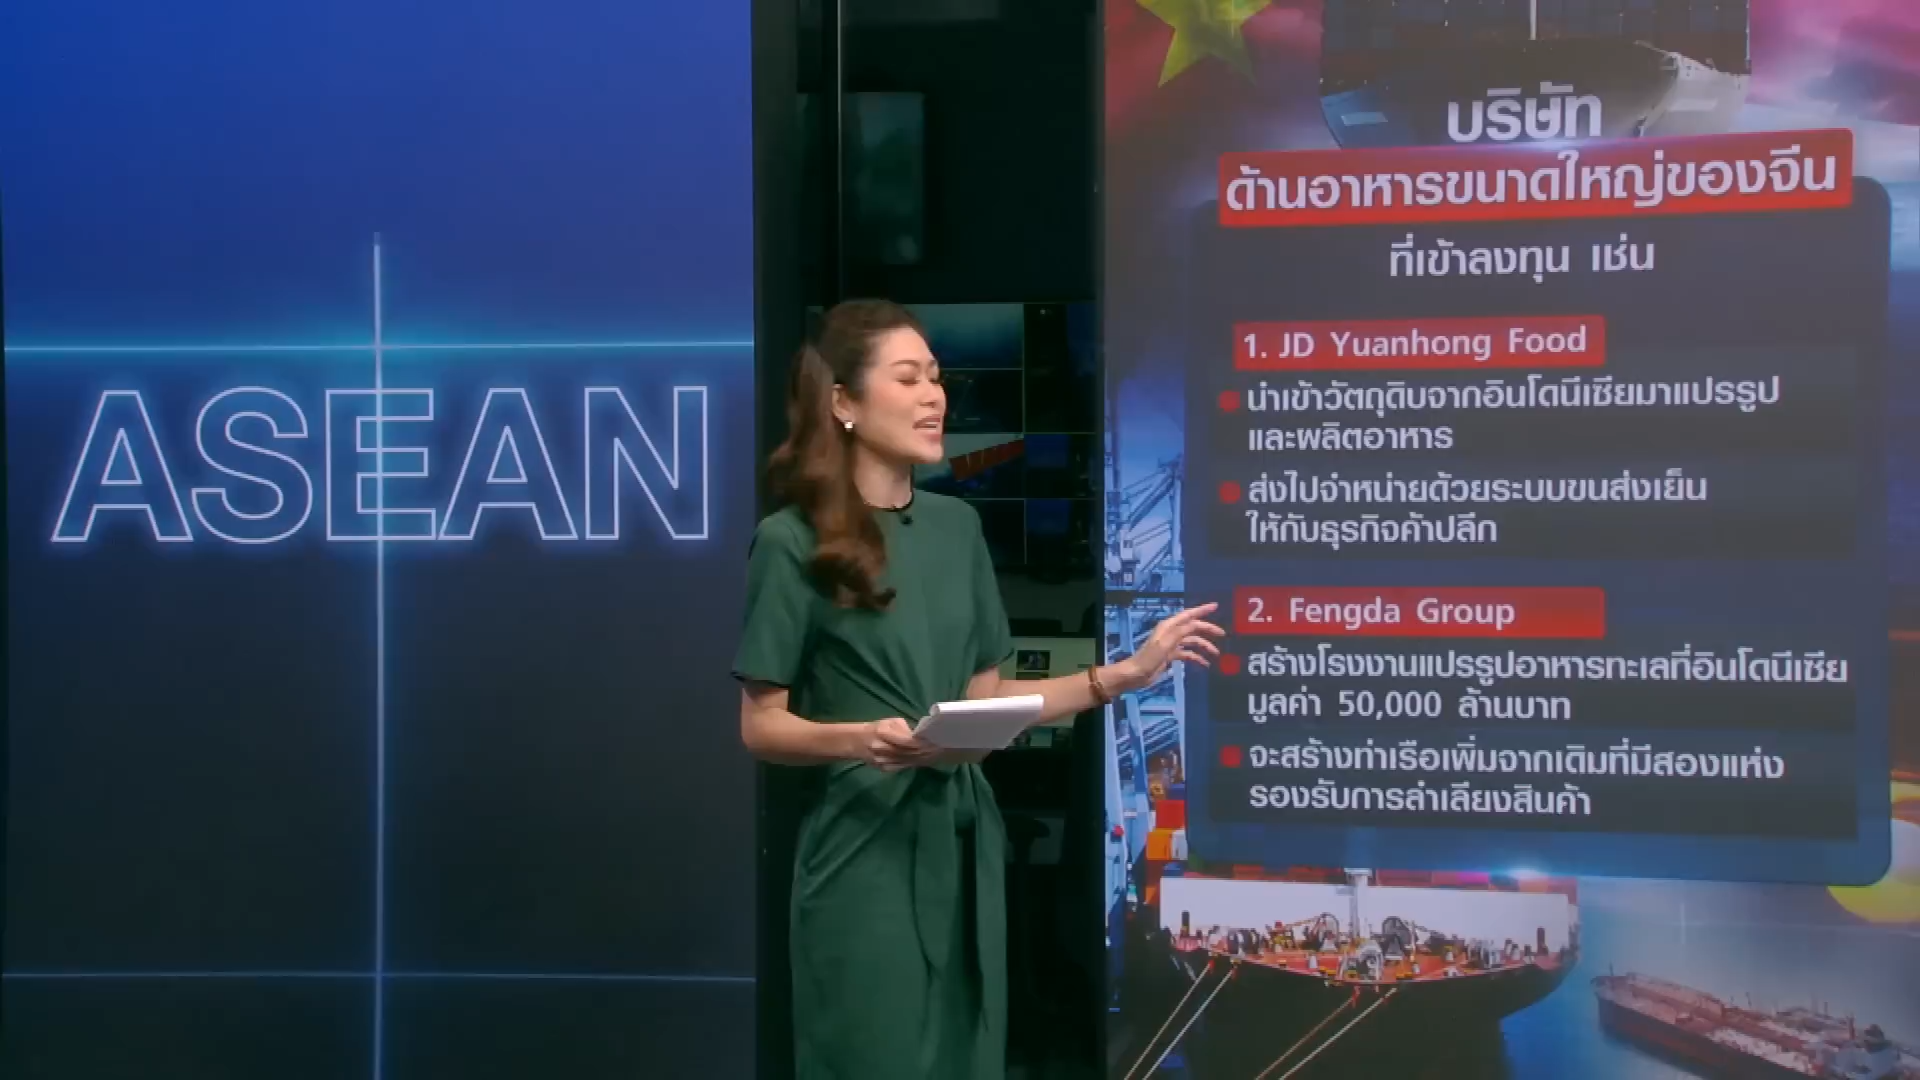 ASEAN
บริษัท
ด้านอาหารขนาดใหญ่ของจีน
ที่เข้าลงทุน เช่น
1. JD Yuanhong Food
นำเข้าวัตถุดิบจากอินโดนีเซียมาแปรรูป
และผลิตอาหาร
ส่งไปจำหน่ายด้วยระบบขนส่งเย็น
ให้กับธุรกิจค้าปลีก
2. Fengda Group
สร้างโรงงานแปรรูปอาหารทะเลที่อินโดนีเซีย
มูลค่า 50,000 ล้านบาท
จะสร้างท่าเรือเพิ่มจากเดิมที่มีสองแห่ง
รองรับการลำเลียงสินค้า